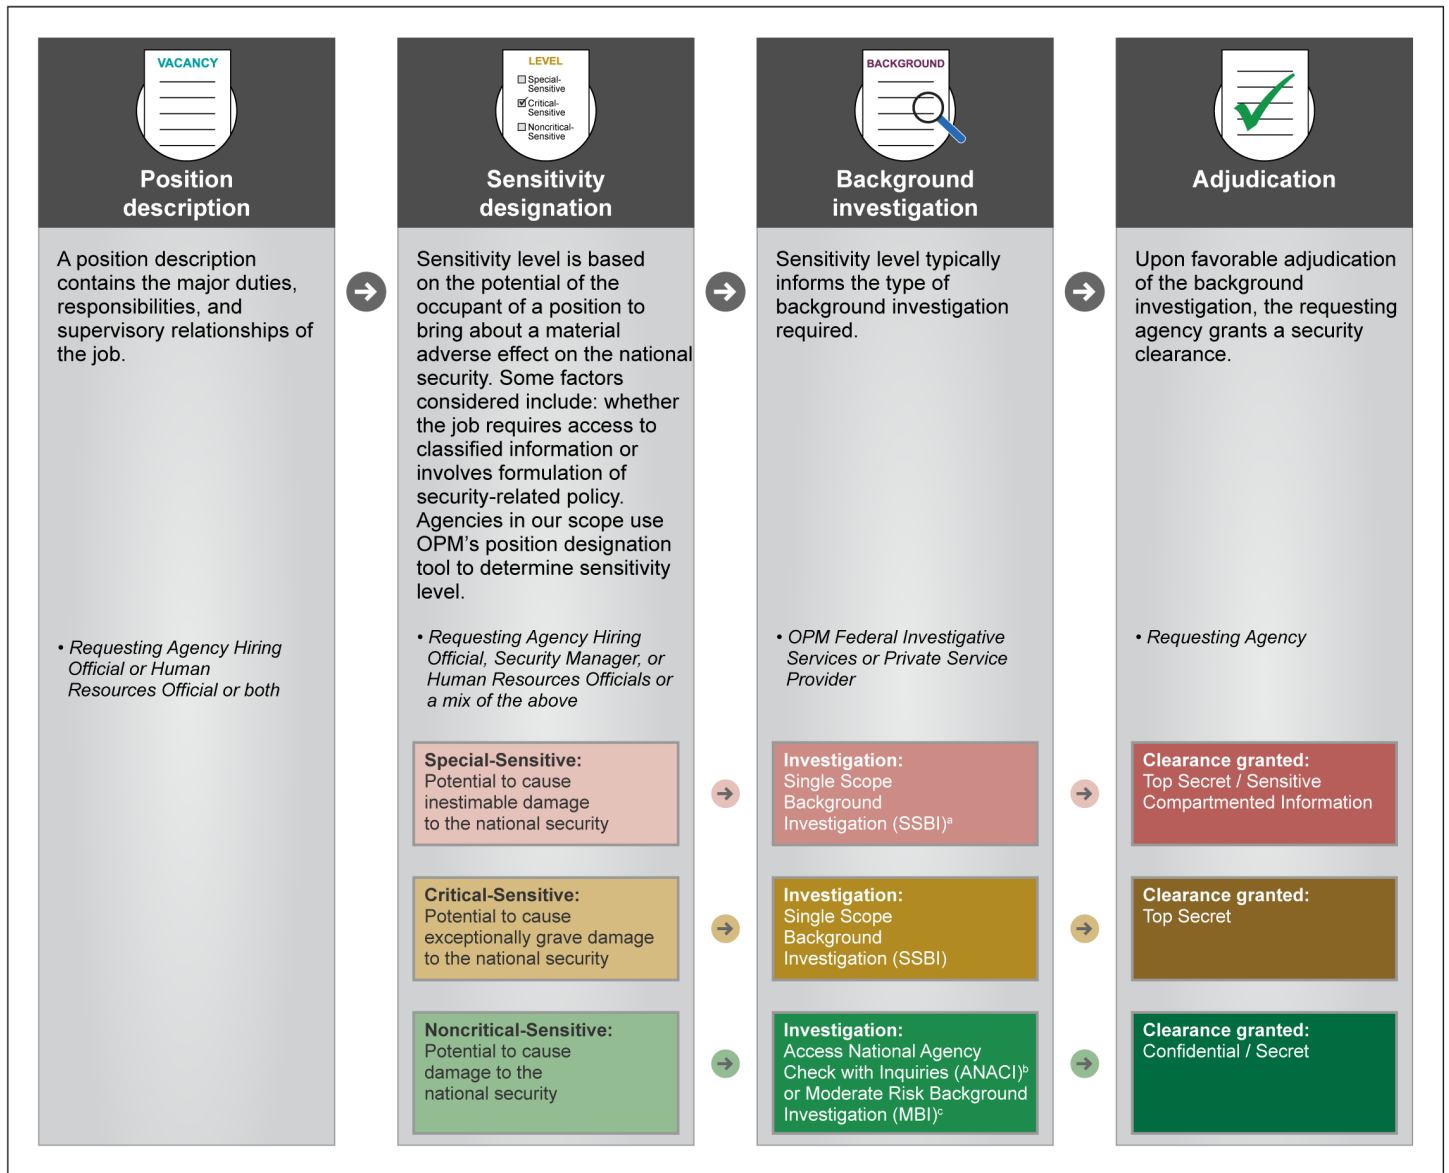 VACANCY
Position
description
A position description
contains the major duties,
responsibilities, and
supervisory relationships of
the job.
• Requesting Agency Hiring
Official or Human
Resources Official or both
LEVEL
Special-
Sensitive
Critical-
Sensitive
Noncritical-
Sensitive
Sensitivity
designation
Sensitivity level is based
on the potential of the
occupant of a position to
bring about a material
adverse effect on the national
security. Some factors
considered include: whether
the job requires access to
classified information or
involves formulation of
security-related policy.
Agencies in our scope use
OPM’s position designation
tool to determine sensitivity
level.
• Requesting Agency Hiring
Official, Security Manager, or
Human Resources Officials or
a mix of the above
BACKGROUND
Background
investigation
Sensitivity level typically
informs the type of
background investigation
required.
• OPM Federal Investigative
Services or Private Service
Provider
Adjudication
Upon favorable adjudication
of the background
investigation, the requesting
agency grants a security
clearance.
• Requesting Agency
Special-Sensitive:
Potential to cause
inestimable damage
to the national security
Investigation:
Single Scope
Background
Investigation (SSBI)ᵃ
Clearance granted:
Top Secret / Sensitive
Compartmented Information
Critical-Sensitive:
Potential to cause
exceptionally grave damage
to the national security
Investigation:
Single Scope
Background
Investigation (SSBI)
Clearance granted:
Top Secret
Noncritical-Sensitive:
Potential to cause
damage to the
national security
Investigation:
Access National Agency
Check with Inquiries (ANACI)ᵇ
or Moderate Risk Background
Investigation (MBI)ᶜ
Clearance granted:
Confidential / Secret